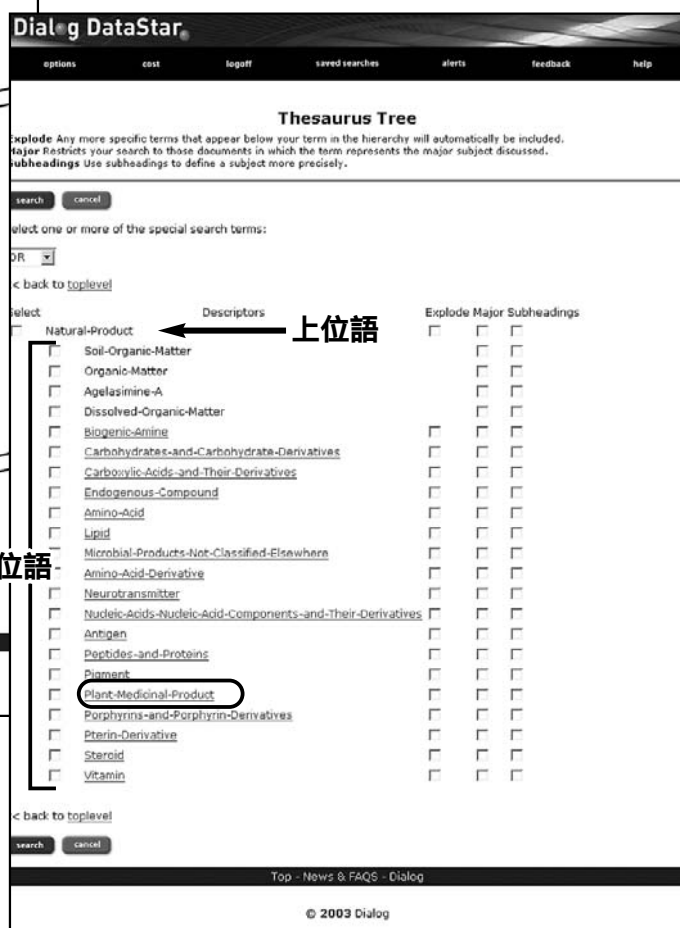 Dialog DataStar
options cost logoff saved searches alerts feedback help
Thesaurus Tree
Explode Any more specific terms that appear below your term in the hierarchy will automatically be included.
Major Restricts your search to those documents in which the term represents the major subject discussed.
Subheadings Use subheadings to define a subject more precisely.
search cancel
elect one or more of the special search terms:
OR
< back to toplevel
Select Descriptors Explode Major Subheadings
Natural-Product 上位語
Soil-Organic-Matter
Organic-Matter
Agelasimine-A
Dissolved-Organic-Matter
Biogenic-Amine
Carbohydrates-and-Carbohydrate-Derivatives
Carboxylic-Acids-and-Their-Derivatives
Endogenous-Compound
Amino-Acid
Lipid
Microbial-Products-Not-Classified-Elsewhere
位語
Amino-Acid-Derivative
Neurotransmitter
Nucleic-Acids-Nucleic-Acid-Components-and-Their-Derivatives
Antigen
Peptides-and-Proteins
Pigment
Plant-Medicinal-Product
Porphyrins-and-Porphyrin-Derivatives
Pterin-Derivative
Steroid
Vitamin
< back to toplevel
search cancel
Top - News & FAQS - Dialog
© 2003 Dialog